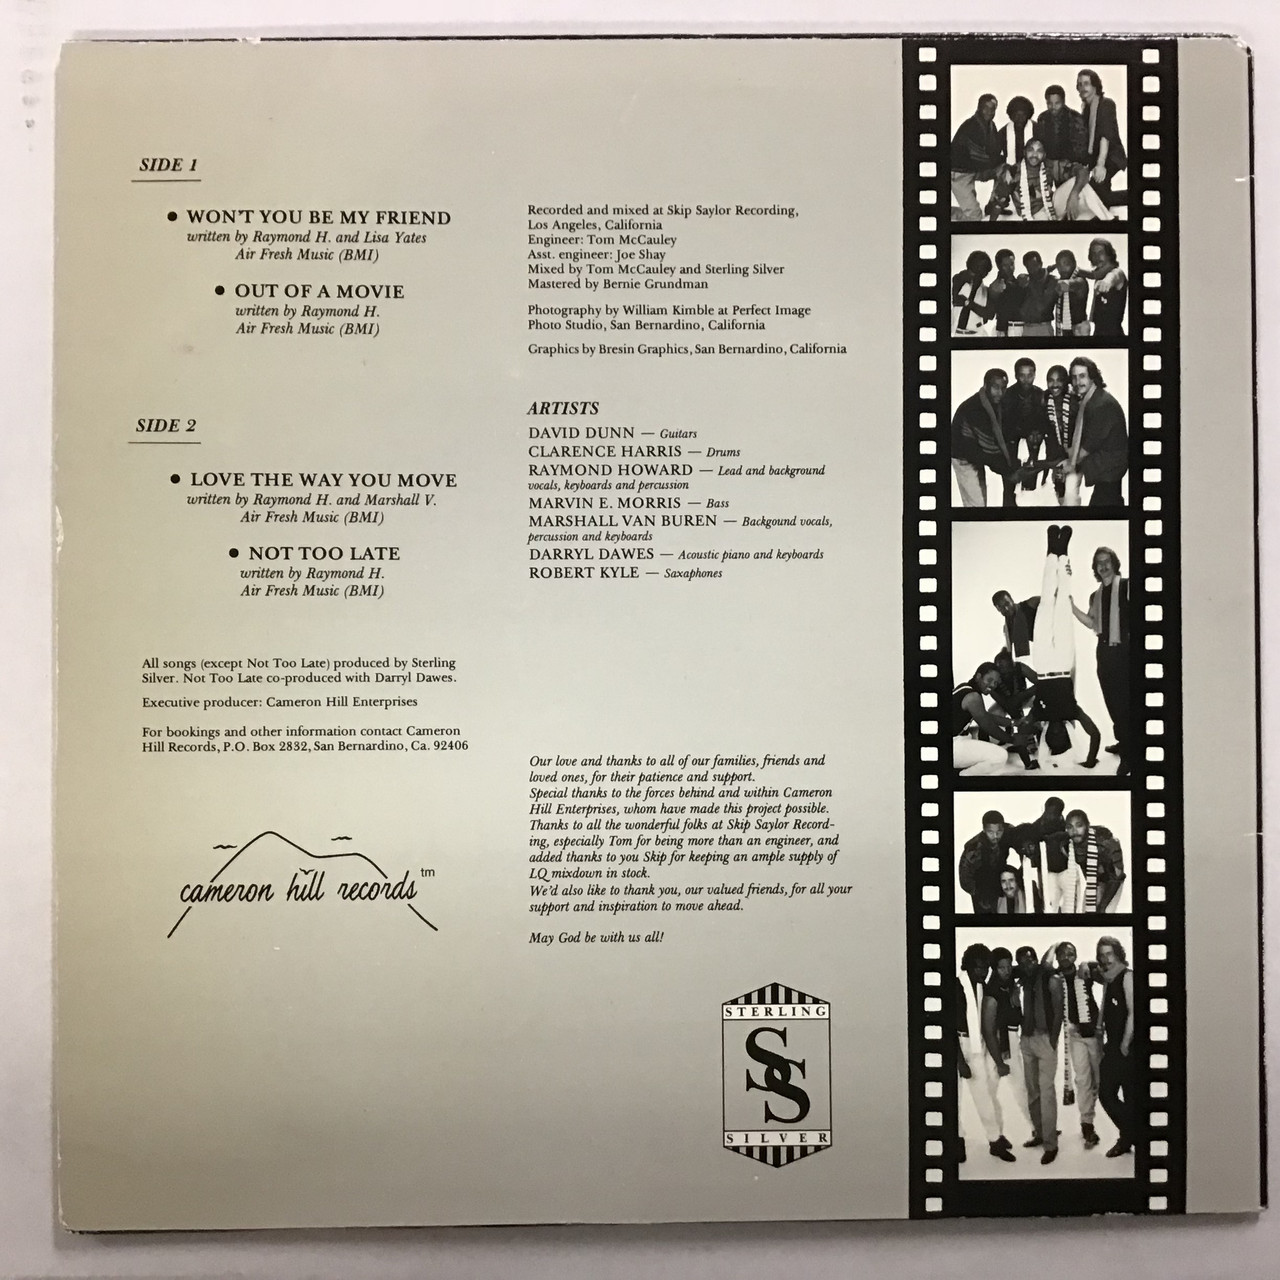 SIDE 1
• WON'T YOU BE MY FRIEND
written by Raymond H. and Lisa Yates
Air Fresh Music (BMI)
• OUT OF A MOVIE
written by Raymond H.
Air Fresh Music (BMI)
SIDE 2
• LOVE THE WAY YOU MOVE
written by Raymond H. and Marshall V.
Air Fresh Music (BMI)
• NOT TOO LATE
written by Raymond H.
Air Fresh Music (BMI)
All songs (except Not Too Late) produced by Sterling
Silver. Not Too Late co-produced with Darryl Dawes.
Executive producer: Cameron Hill Enterprises
For bookings and other information contact Cameron
Hill Records, P.O. Box 2832, San Bernardino, Ca. 92406
cameron hill records tm
Recorded and mixed at Skip Saylor Recording,
Los Angeles, California
Engineer: Tom McCauley
Asst. engineer: Joe Shay
Mixed by Tom McCauley and Sterling Silver
Mastered by Bernie Grundman
Photography by William Kimble at Perfect Image
Photo Studio, San Bernardino, California
Graphics by Bresin Graphics, San Bernardino, California
ARTISTS
DAVID DUNN — Guitars
CLARENCE HARRIS — Drums
RAYMOND HOWARD — Lead and background
vocals, keyboards and percussion
MARVIN E. MORRIS — Bass
MARSHALL VAN BUREN — Backgound vocals,
percussion and keyboards
DARRYL DAWES — Acoustic piano and keyboards
ROBERT KYLE — Saxaphones
Our love and thanks to all of our families, friends and
loved ones, for their patience and support.
Special thanks to the forces behind and within Cameron
Hill Enterprises, whom have made this project possible.
Thanks to all the wonderful folks at Skip Saylor Record-
ing, especially Tom for being more than an engineer, and
added thanks to you Skip for keeping an ample supply of
LQ mixdown in stock.
We'd also like to thank you, our valued friends, for all your
support and inspiration to move ahead.
May God be with us all!
STERLING
SS
SILVER